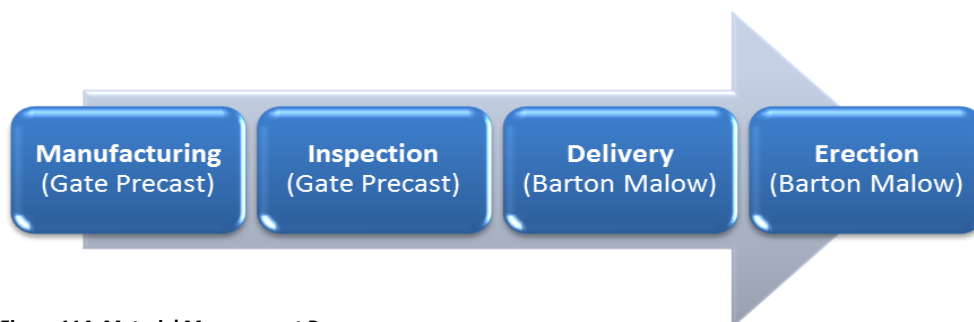 Manufacturing
(Gate Precast)
Inspection
(Gate Precast)
Delivery
(Barton Malow)
Erection
(Barton Malow)